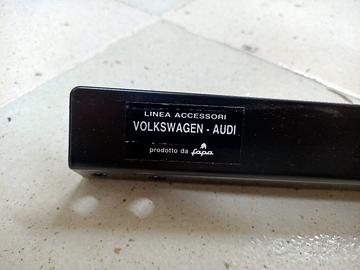 LINEA ACCESSORI
VOLKSWAGEN - AUDI
prodotto da fapa